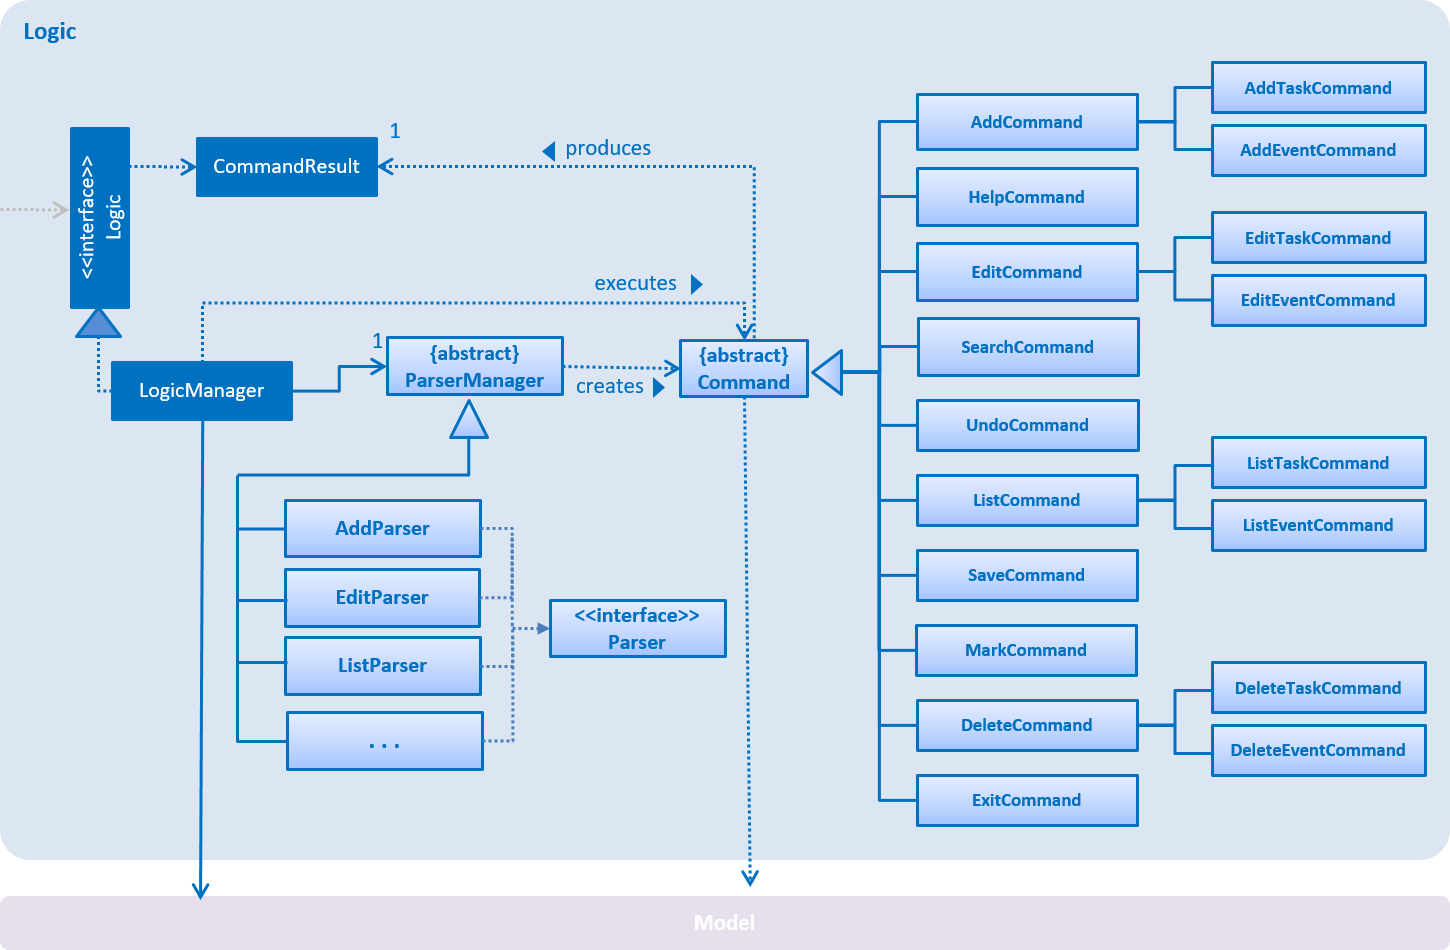 Logic
<<interface>>
Logic
CommandResult
1
produces
executes
LogicManager
1
{abstract}
ParserManager
creates
{abstract}
Command
AddParser
EditParser
ListParser
. . .
<<interface>>
Parser
AddCommand
HelpCommand
EditCommand
SearchCommand
UndoCommand
ListCommand
SaveCommand
MarkCommand
DeleteCommand
ExitCommand
AddTaskCommand
AddEventCommand
EditTaskCommand
EditEventCommand
ListTaskCommand
ListEventCommand
DeleteTaskCommand
DeleteEventCommand
Model